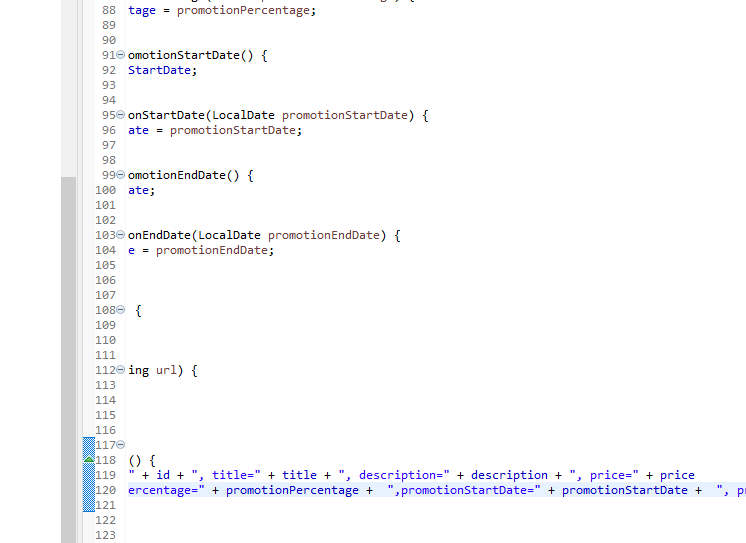 88 tage = promotionPercentage;
89
90
91 omotionStartDate() {
92 StartDate;
93
94
95 onStartDate(LocalDate promotionStartDate) {
96 ate = promotionStartDate;
97
98
99 omotionEndDate() {
100 ate;
101
102
103 onEndDate(LocalDate promotionEndDate) {
104 e = promotionEndDate;
105
106
107
108 {
109
110
111
112 ing url) {
113
114
115
116
117
118 () {
119 " + id + ", title=" + title + ", description=" + description + ", price=" + price
120 ercentage=" + promotionPercentage +  ",promotionStartDate=" + promotionStartDate +  ", p
121
122
123